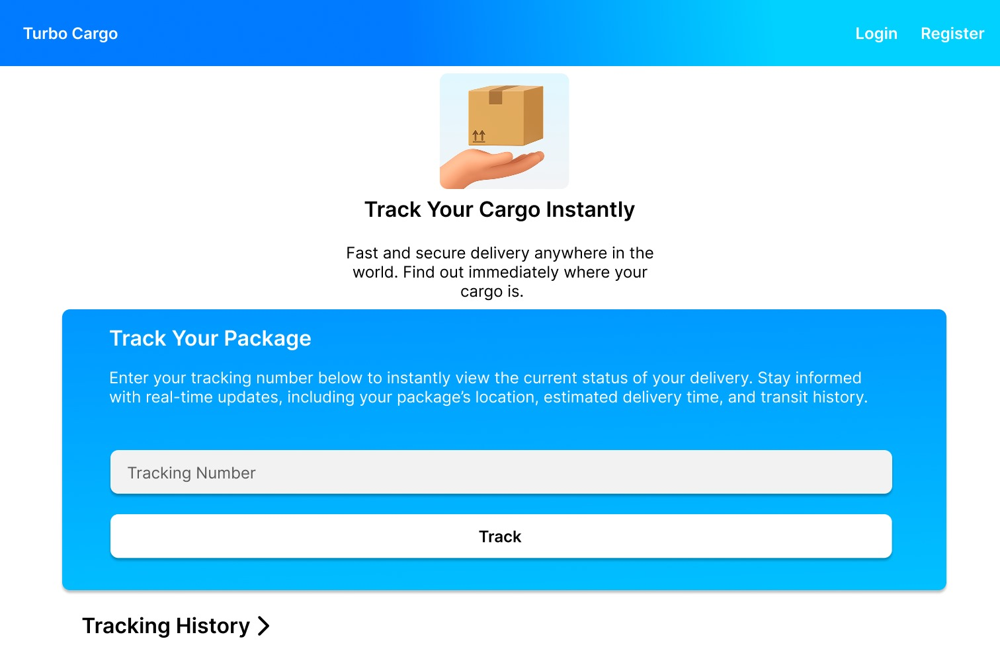 Turbo Cargo
Login
Register
Track Your Cargo Instantly
Fast and secure delivery anywhere in the
world. Find out immediately where your
cargo is.
Track Your Package
Enter your tracking number below to instantly view the current status of your delivery. Stay informed
with real-time updates, including your package’s location, estimated delivery time, and transit history.
Tracking Number
Track
Tracking History